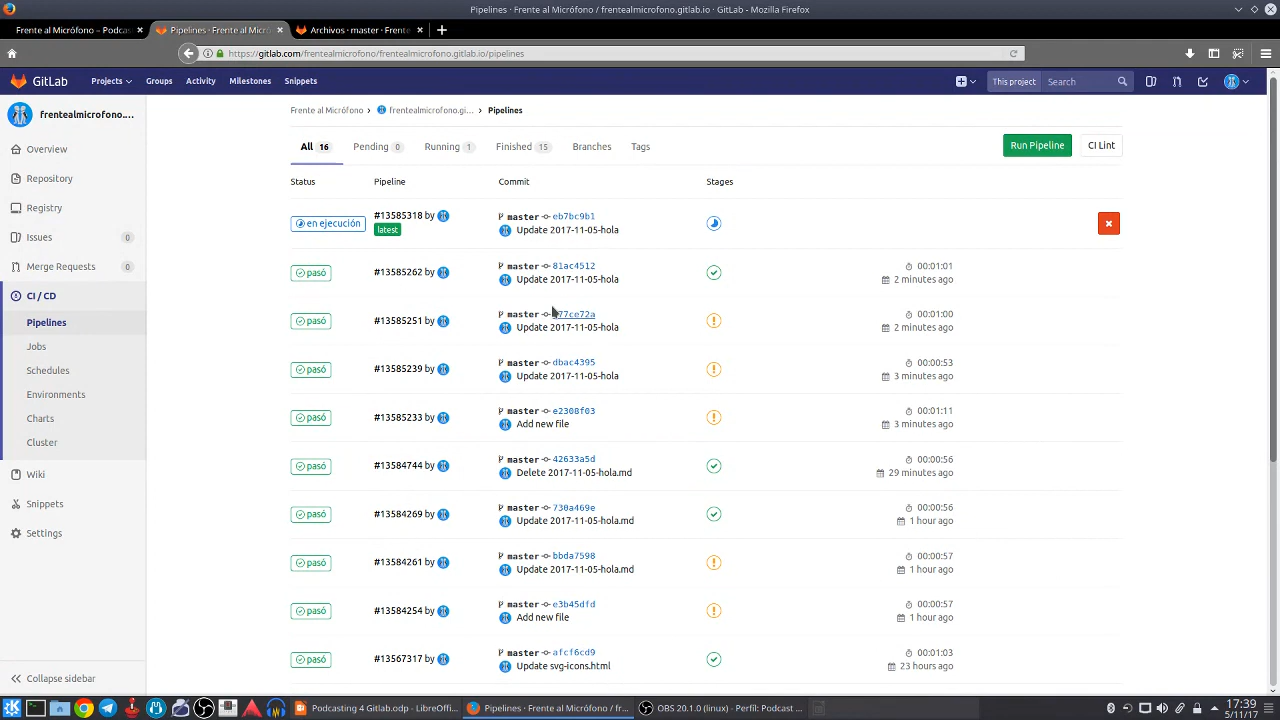 Pipelines · Frente al Micrófono / frentealmicrofono.gitlab.io · GitLab - Mozilla Firefox
Frente al Micrófono – Podcas
Pipelines · Frente al Micró
Archivos · master · Frente
https://gitlab.com/frentealmicrofono/frentealmicrofono.gitlab.io/pipelines
GitLab Projects Groups Activity Milestones Snippets This project Search
frentealmicrofono....
Overview
Repository
Registry
Issues 0
Merge Requests 0
CI / CD
Pipelines
Jobs
Schedules
Environments
Charts
Cluster
Wiki
Snippets
Settings
Collapse sidebar
Frente al Micrófono > frentealmicrofono.gi... > Pipelines
All 16 Pending 0 Running 1 Finished 15 Branches Tags Run Pipeline CI Lint
Status Pipeline Commit Stages
en ejecución #13585318 by latest master eb7bc9b1
Update 2017-11-05-hola
pasó #13585262 by master 81ac4512 00:01:01
Update 2017-11-05-hola 2 minutes ago
pasó #13585251 by master 77ce72a 00:01:00
Update 2017-11-05-hola 2 minutes ago
pasó #13585239 by master dbac4395 00:00:53
Update 2017-11-05-hola 3 minutes ago
pasó #13585233 by master e2308f03 00:01:11
Add new file 3 minutes ago
pasó #13584744 by master 42633a5d 00:00:56
Delete 2017-11-05-hola.md 29 minutes ago
pasó #13584269 by master 730a469e 00:00:56
Update 2017-11-05-hola.md 1 hour ago
pasó #13584261 by master bbda7598 00:00:57
Update 2017-11-05-hola.md 1 hour ago
pasó #13584254 by master e3b45dfd 00:00:57
Add new file 1 hour ago
pasó #13567317 by master afcf6cd9 00:01:03
Update svg-icons.html 23 hours ago
Podcasting 4 Gitlab.odp - LibreOffi...
Pipelines · Frente al Micrófono / fr...
OBS 20.1.0 (linux) - Perfil: Podcast ...
17:39
5/11/17